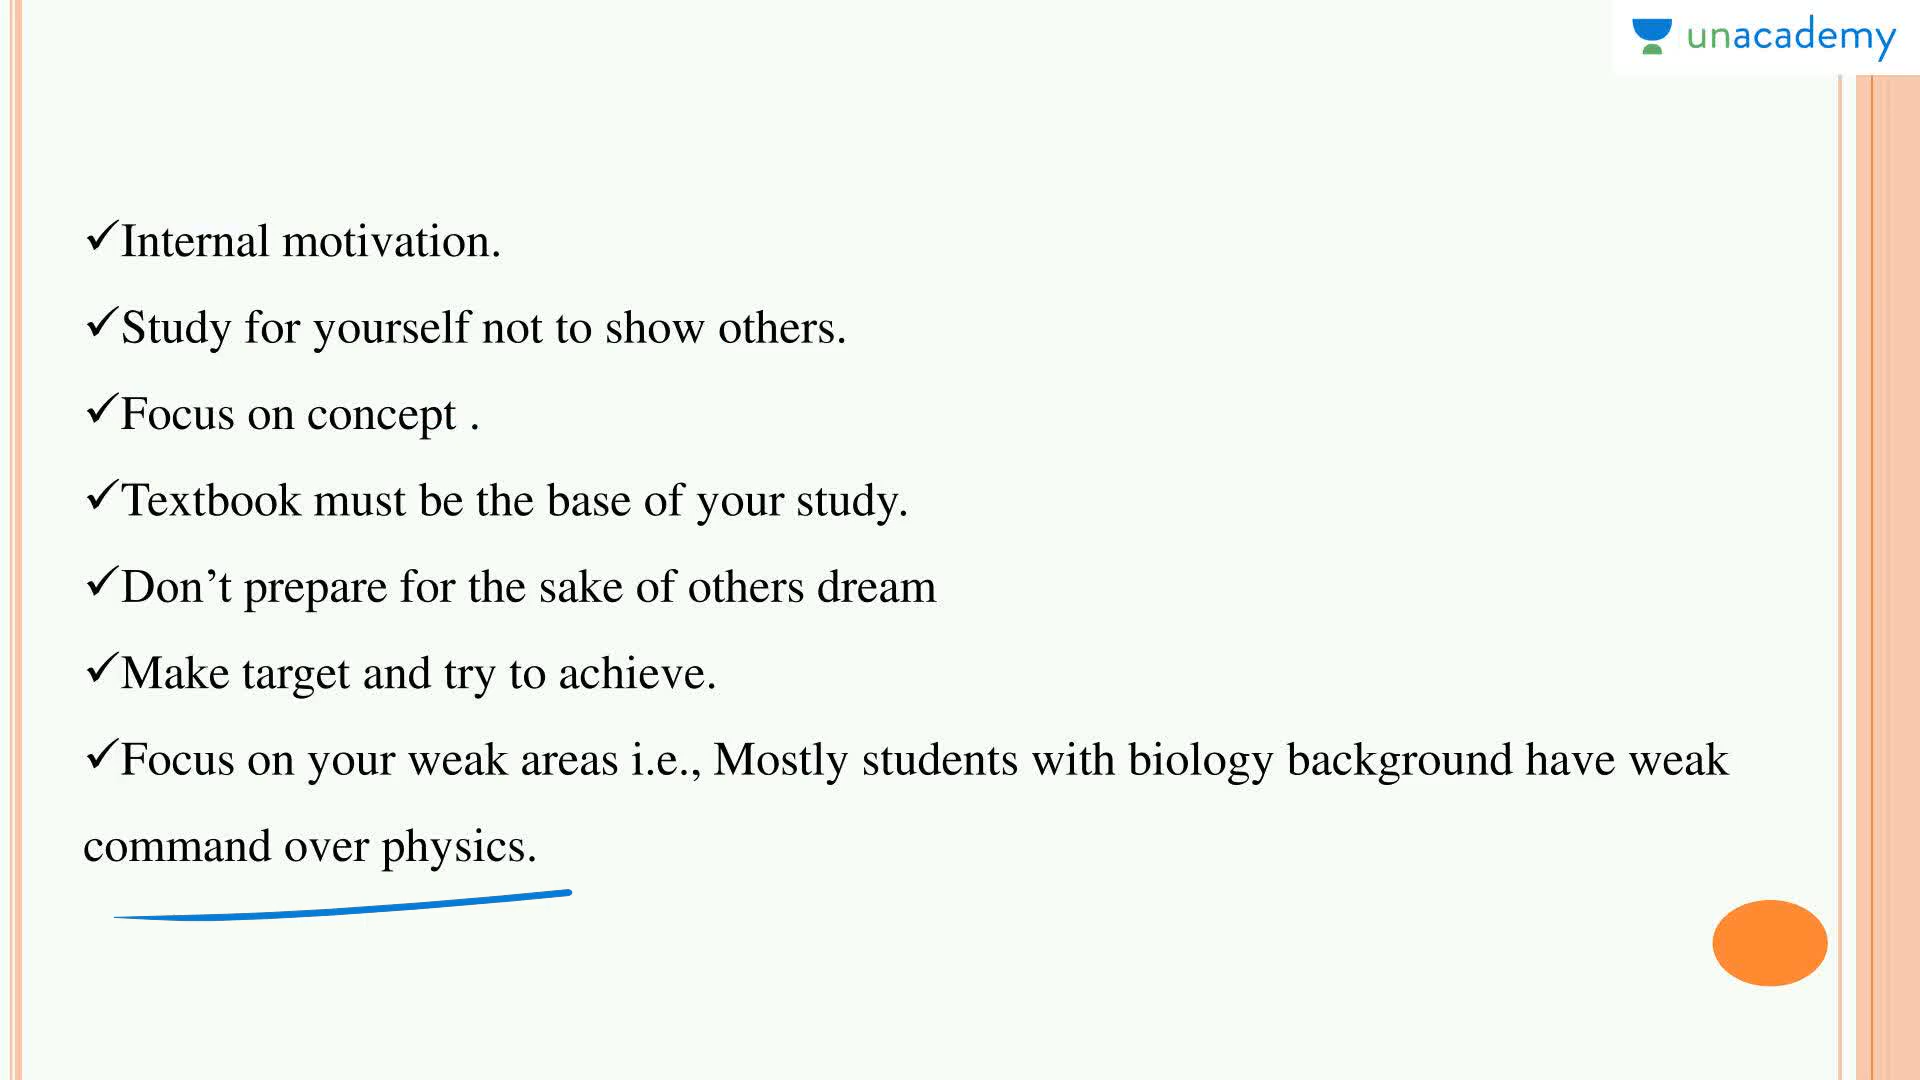 unacademy
✓Internal motivation.
✓Study for yourself not to show others.
✓Focus on concept .
✓Textbook must be the base of your study.
✓Don’t prepare for the sake of others dream
✓Make target and try to achieve.
✓Focus on your weak areas i.e., Mostly students with biology background have weak
command over physics.